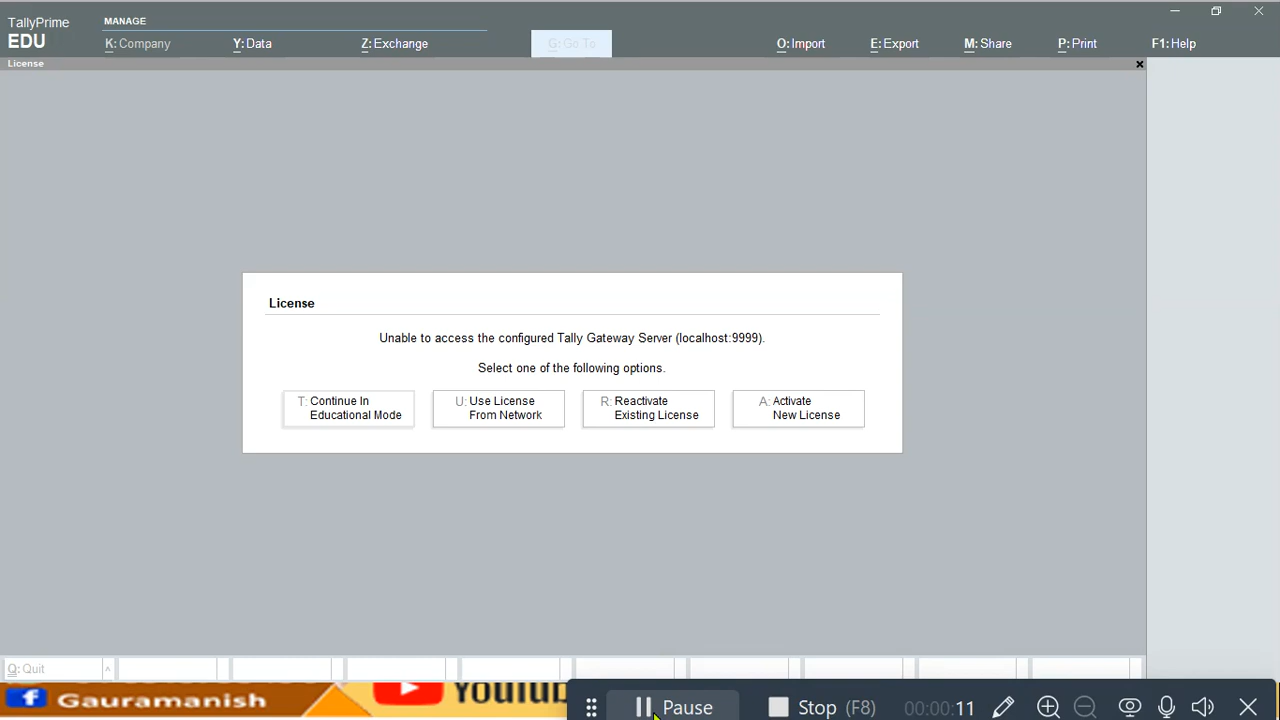 TallyPrime
EDU
MANAGE
K: Company
Y: Data
Z: Exchange
G: Go To
O: Import
E: Export
M: Share
P: Print
F1: Help
License
License
Unable to access the configured Tally Gateway Server (localhost:9999).
Select one of the following options.
T: Continue In
Educational Mode
U: Use License
From Network
R: Reactivate
Existing License
A: Activate
New License
Q: Quit
Gauramanish
Pause
Stop (F8)
00:00:11